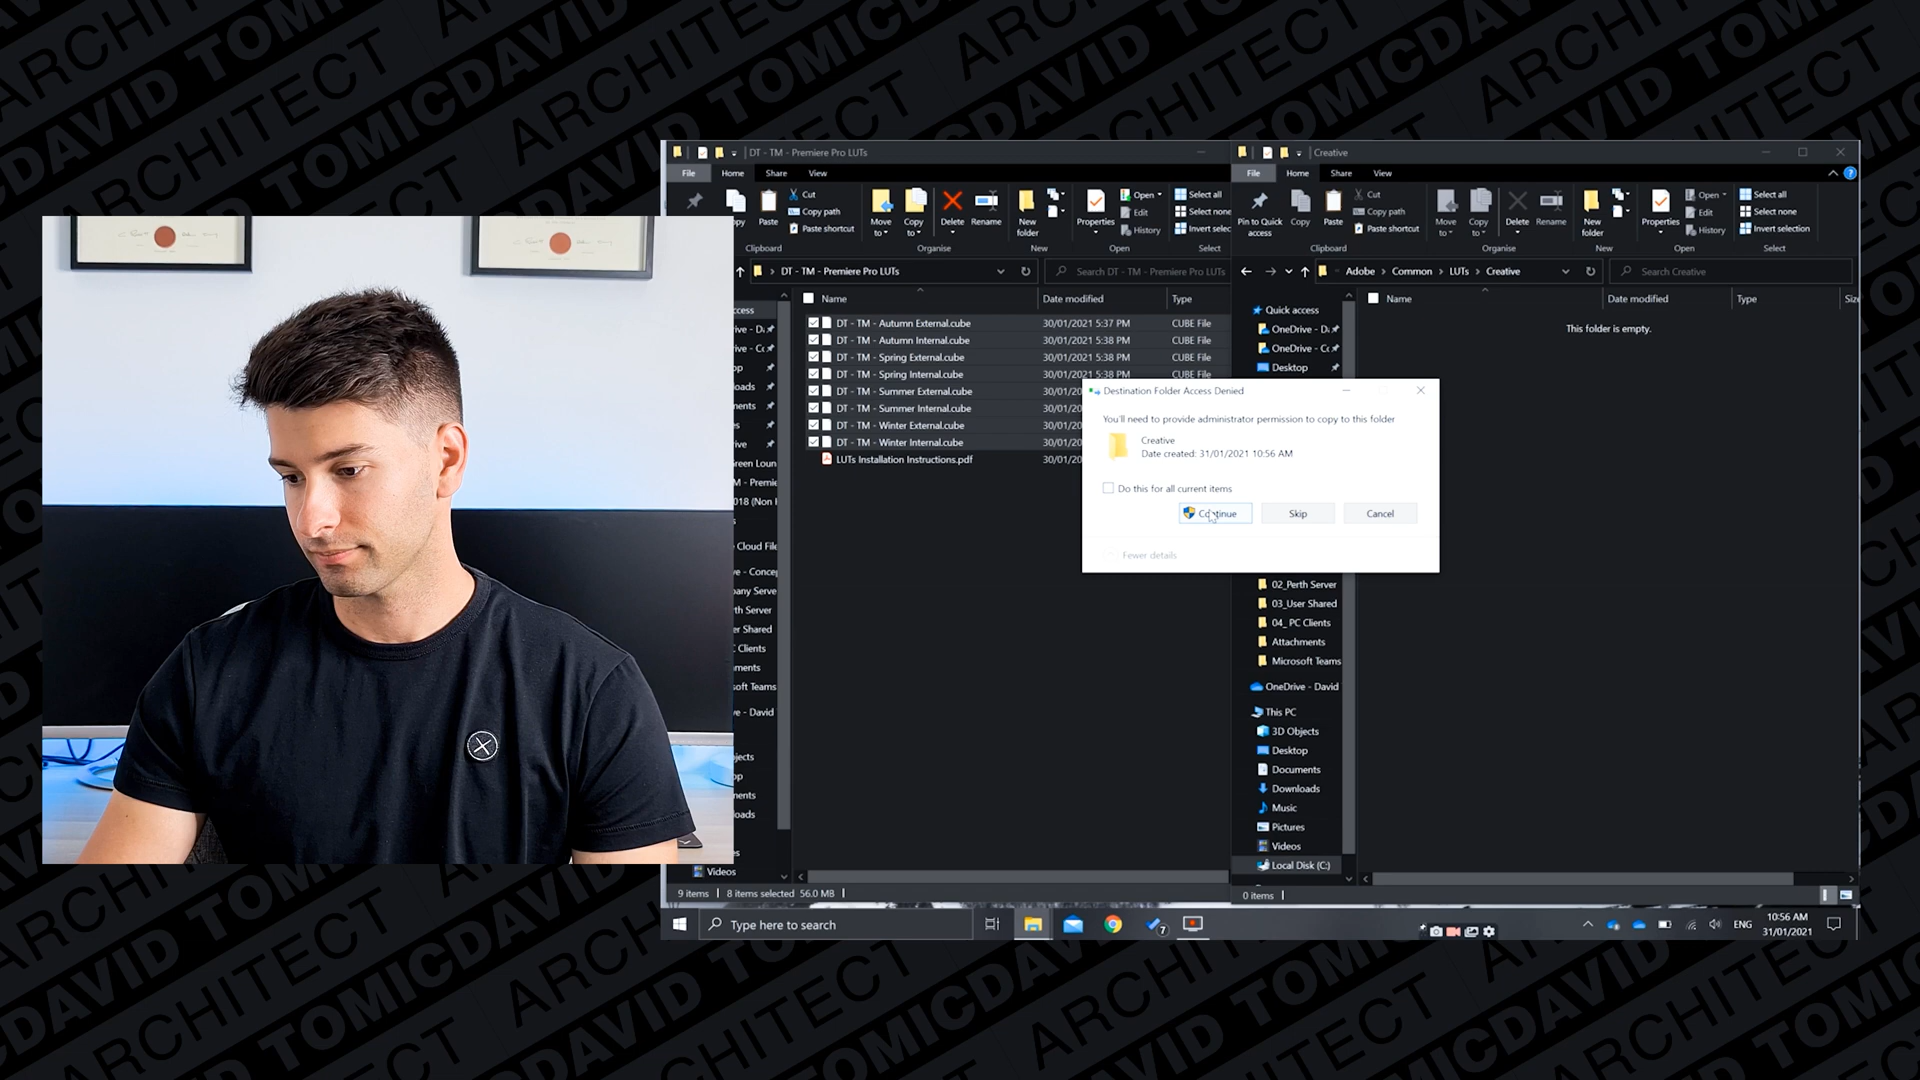 DAVID TOMIC ARCHITECT
DT - TM - Premiere Pro LUTs
File Home Share View
Cut
Copy path
Paste shortcut
Paste
Clipboard
Move to
Copy to
Delete
Rename
Organise
New folder
New
Properties
Open
Edit
History
Open
Select all
Select none
Select
DT - TM - Premiere Pro LUTs
Search DT - TM - Premiere Pro LUTs
Name Date modified Type
DT - TM - Autumn External.cube 30/01/2021 5:37 PM CUBE File
DT - TM - Autumn Internal.cube 30/01/2021 5:38 PM CUBE File
DT - TM - Spring External.cube 30/01/2021 5:38 PM CUBE File
DT - TM - Spring Internal.cube 30/01/2021 5:38 PM CUBE File
DT - TM - Summer External.cube
DT - TM - Summer Internal.cube
DT - TM - Winter External.cube
DT - TM - Winter Internal.cube
LUTs Installation Instructions.pdf
Videos
9 items 8 items selected 56.0 MB
Creative
File Home Share View
Pin to Quick access
Copy
Paste
Cut
Copy path
Paste shortcut
Clipboard
Move to
Copy to
Delete
Rename
Organise
New folder
New
Properties
Open
Edit
History
Open
Select all
Select none
Invert selection
Select
Adobe Common LUTs Creative
Search Creative
Name Date modified Type
This folder is empty.
Quick access
Desktop
02_Perth Server
03_User Shared
04_ PC Clients
Attachments
Microsoft Teams
OneDrive - David
This PC
3D Objects
Desktop
Documents
Downloads
Music
Pictures
Videos
Local Disk (C:)
0 items
Destination Folder Access Denied
You'll need to provide administrator permission to copy to this folder
Creative
Date created: 31/01/2021 10:56 AM
Do this for all current items
Continue Skip Cancel
Fewer details
Type here to search
7
ENG
10:56 AM
31/01/2021